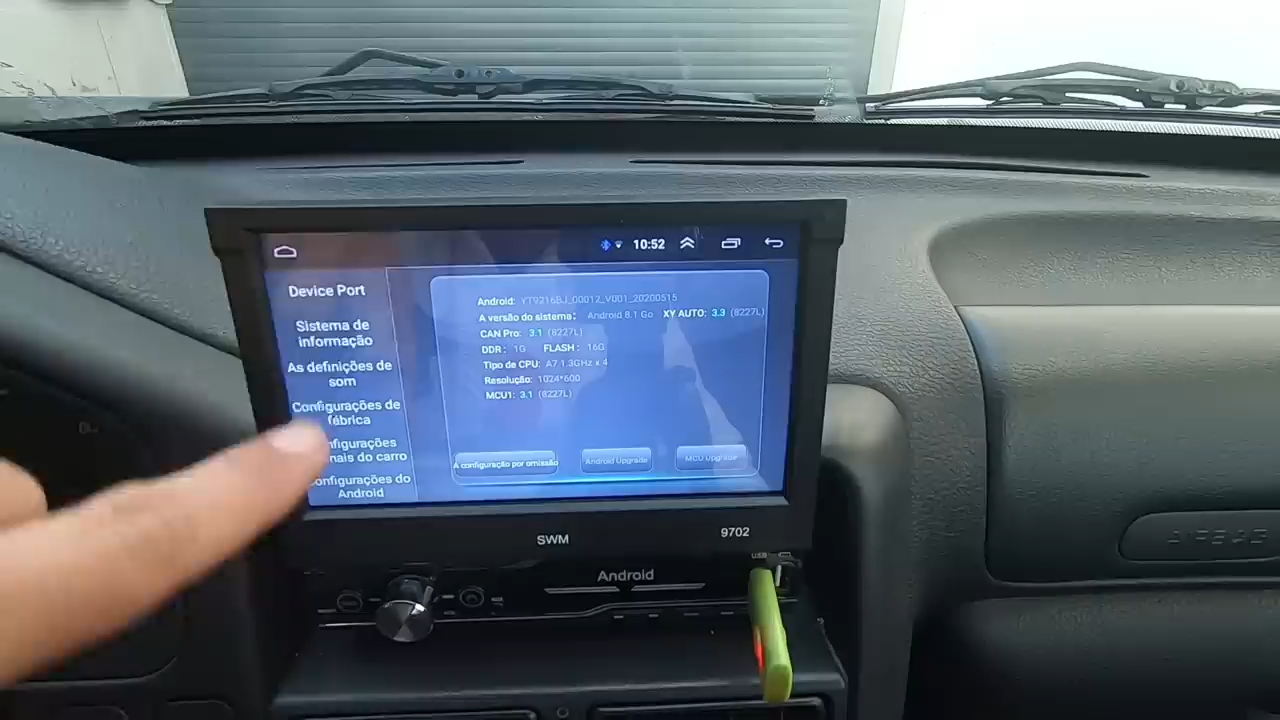 10:52
Device Port
Sistema de
informação
As definições de
som
Configurações de
fábrica
nfigurações
nais do carro
onfigurações do
Android
Android: YT9216BJ_00012_V001_20200515
A versão do sistema: Android 8.1 Go XY AUTO: 3.3 (8227L)
CAN Pro: 3.1 (8227L)
DDR: 1G FLASH: 16G
Tipo de CPU: A7 1.3GHz x 4
Resolução: 1024*600
MCU1: 3.1 (8227L)
A configuração por omissão
Android Upgrade
MCU Upgrade
SWM
9702
USB
Android
AIRBAG